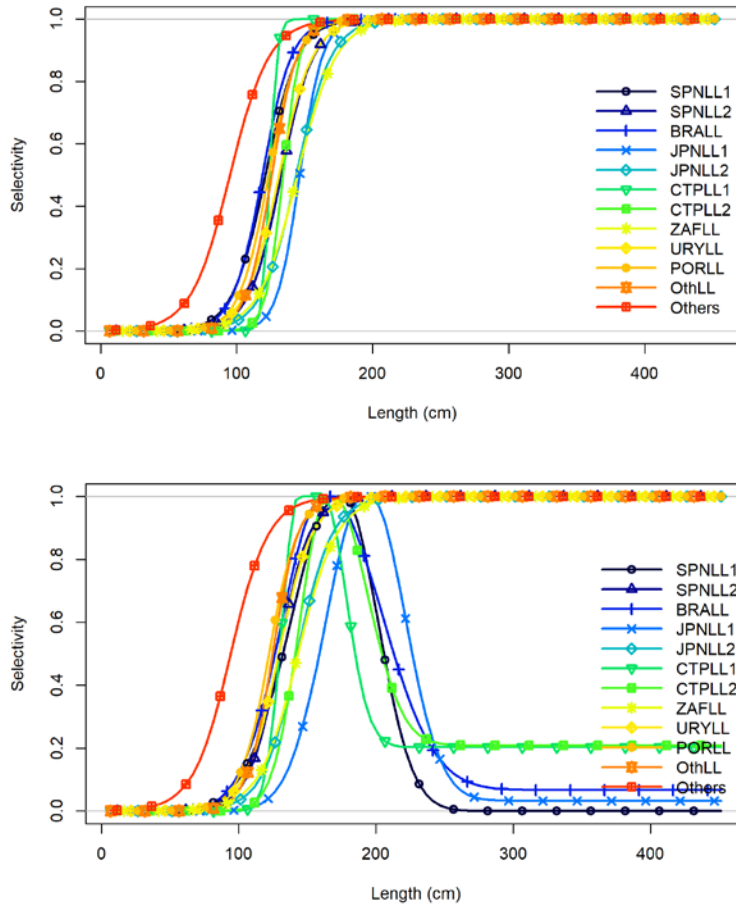 1.0
0.8
0.6
0.4
0.2
0.0
Selectivity
SPNLL1
SPNLL2
BRALL
JPNLL1
JPNLL2
CTPLL1
CTPLL2
ZAFLL
URYLL
PORLL
OthLL
Others
0 100 200 300 400
Length (cm)
1.0
0.8
0.6
0.4
0.2
0.0
Selectivity
SPNLL1
SPNLL2
BRALL
JPNLL1
JPNLL2
CTPLL1
CTPLL2
ZAFLL
URYLL
PORLL
OthLL
Others
0 100 200 300 400
Length (cm)